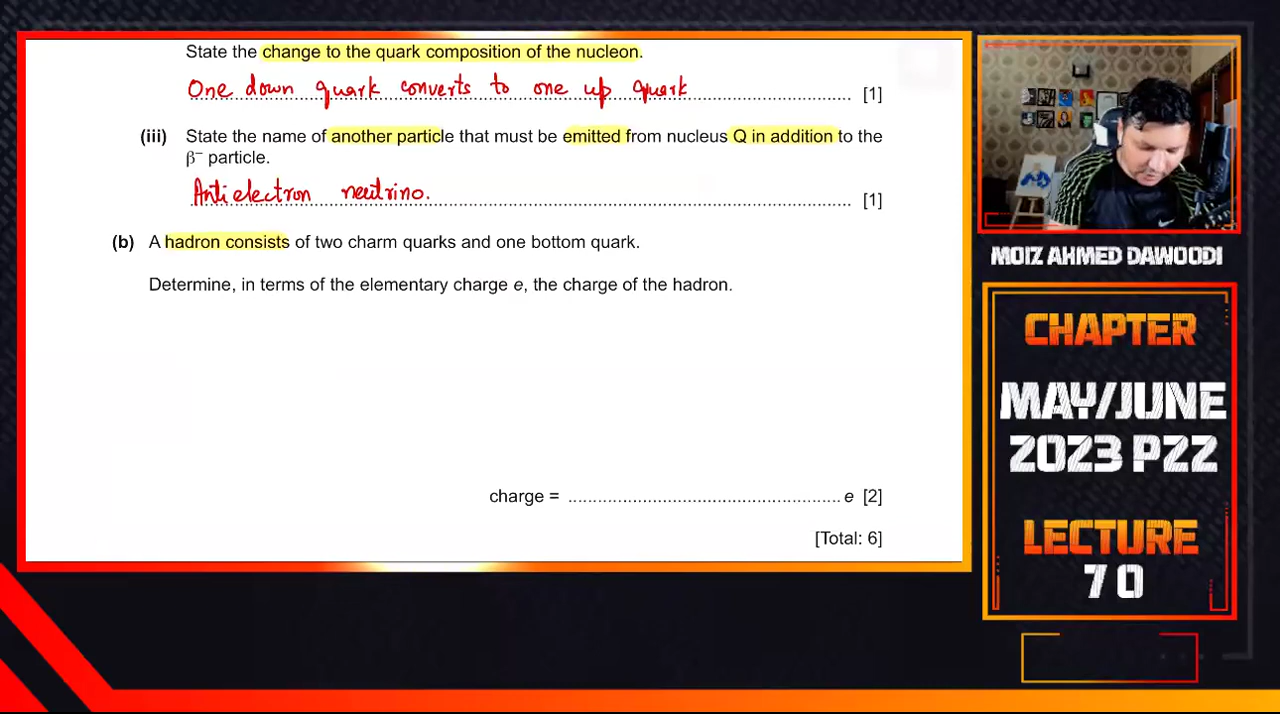 State the change to the quark composition of the nucleon.
One down quark converts to one up quark
[1]
(iii) State the name of another particle that must be emitted from nucleus Q in addition to the
β⁻ particle.
Anti electron neutrino.
[1]
(b) A hadron consists of two charm quarks and one bottom quark.
Determine, in terms of the elementary charge e, the charge of the hadron.
charge = ...................................................... e [2]
[Total: 6]
MOIZ AHMED DAWOODI
CHAPTER
MAY/JUNE
2023 P22
LECTURE
70